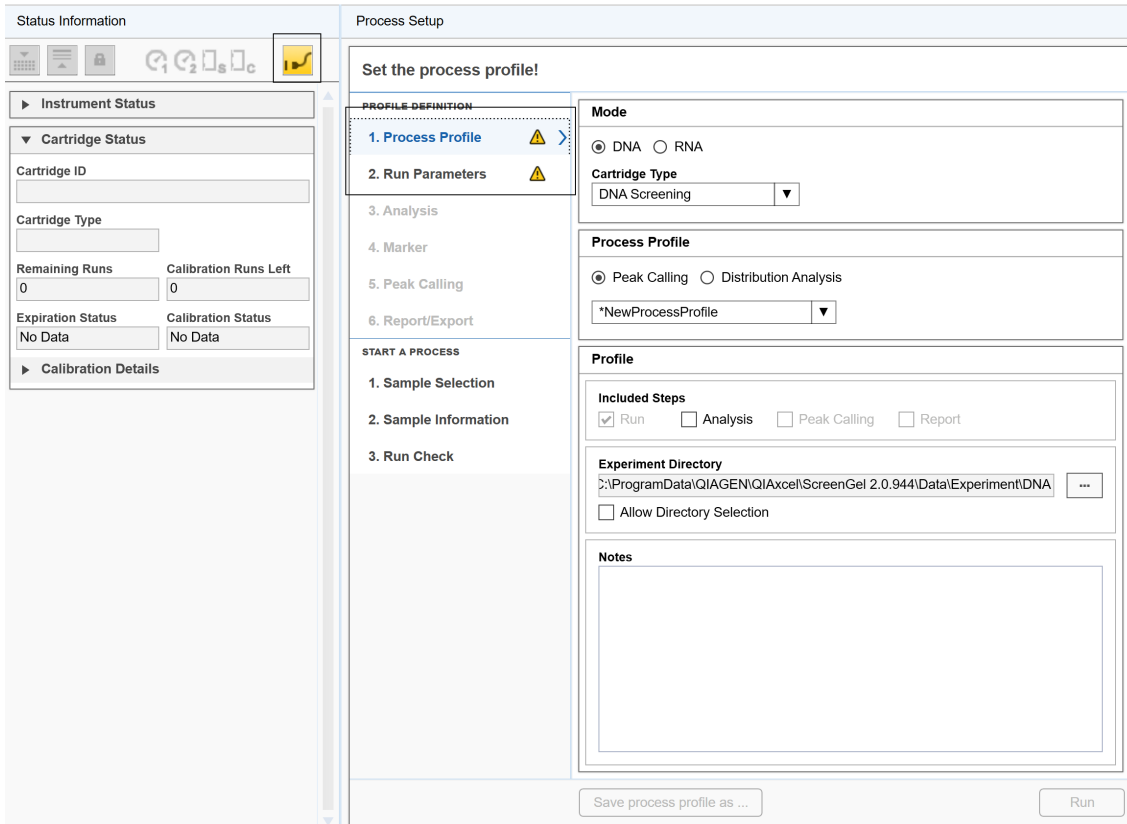 Status Information
Process Setup
1 2 S C
Set the process profile!
Instrument Status
Cartridge Status
Cartridge ID
Cartridge Type
Remaining Runs Calibration Runs Left
0 0
Expiration Status Calibration Status
No Data No Data
Calibration Details
PROFILE DEFINITION
1. Process Profile
2. Run Parameters
3. Analysis
4. Marker
5. Peak Calling
6. Report/Export
START A PROCESS
1. Sample Selection
2. Sample Information
3. Run Check
Mode
DNA RNA
Cartridge Type
DNA Screening
Process Profile
Peak Calling Distribution Analysis
*NewProcessProfile
Profile
Included Steps
Run Analysis Peak Calling Report
Experiment Directory
C:\ProgramData\QIAGEN\QIAxcel\ScreenGel 2.0.944\Data\Experiment\DNA ...
Allow Directory Selection
Notes
Save process profile as ... Run